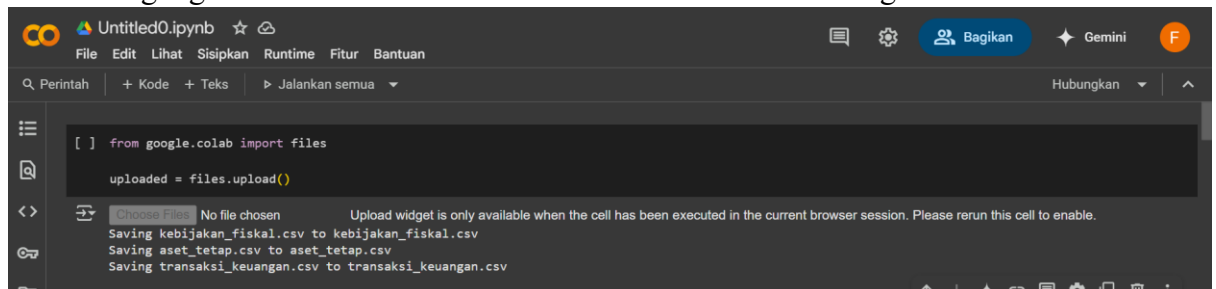 Untitled0.ipynb
File Edit Lihat Sisipkan Runtime Fitur Bantuan
Bagikan
Gemini
F
Perintah + Kode + Teks Jalankan semua
Hubungkan
[ ] from google.colab import files
uploaded = files.upload()
Choose Files No file chosen Upload widget is only available when the cell has been executed in the current browser session. Please rerun this cell to enable.
Saving kebijakan_fiskal.csv to kebijakan_fiskal.csv
Saving aset_tetap.csv to aset_tetap.csv
Saving transaksi_keuangan.csv to transaksi_keuangan.csv